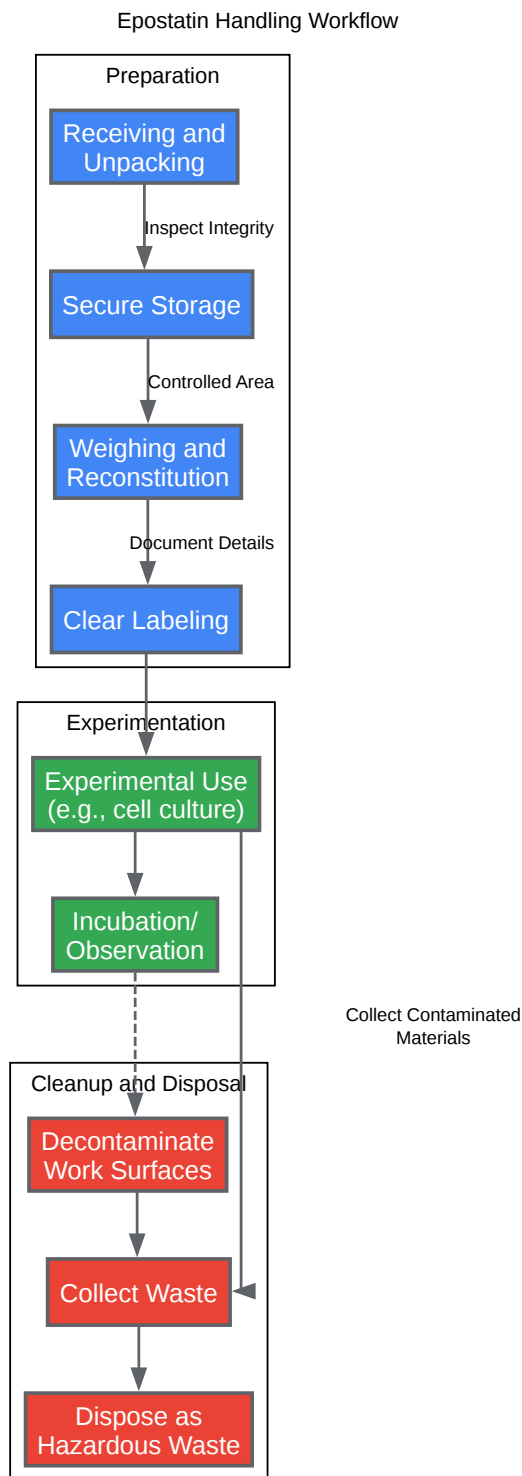 Epostatin Handling Workflow
Preparation
Receiving and
Unpacking
Inspect Integrity
Secure Storage
Controlled Area
Weighing and
Reconstitution
Document Details
Clear Labeling
Experimentation
Experimental Use
(e.g., cell culture)
Incubation/
Observation
Collect Contaminated
Materials
Cleanup and Disposal
Decontaminate
Work Surfaces
Collect Waste
Dispose as
Hazardous Waste